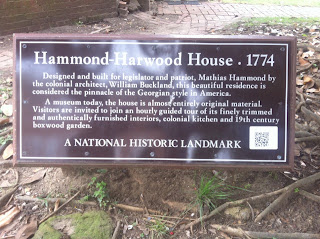 Hammond-Harwood House . 1774
Designed and built for legislator and patriot, Mathias Hammond by
the colonial architect, William Buckland, this beautiful residence is
considered the pinnacle of the Georgian style in America.
A museum today, the house is almost entirely original material.
Visitors are invited to join an hourly guided tour of its finely trimmed
and authentically furnished interiors, colonial kitchen and 19th century
boxwood garden.
A NATIONAL HISTORIC LANDMARK